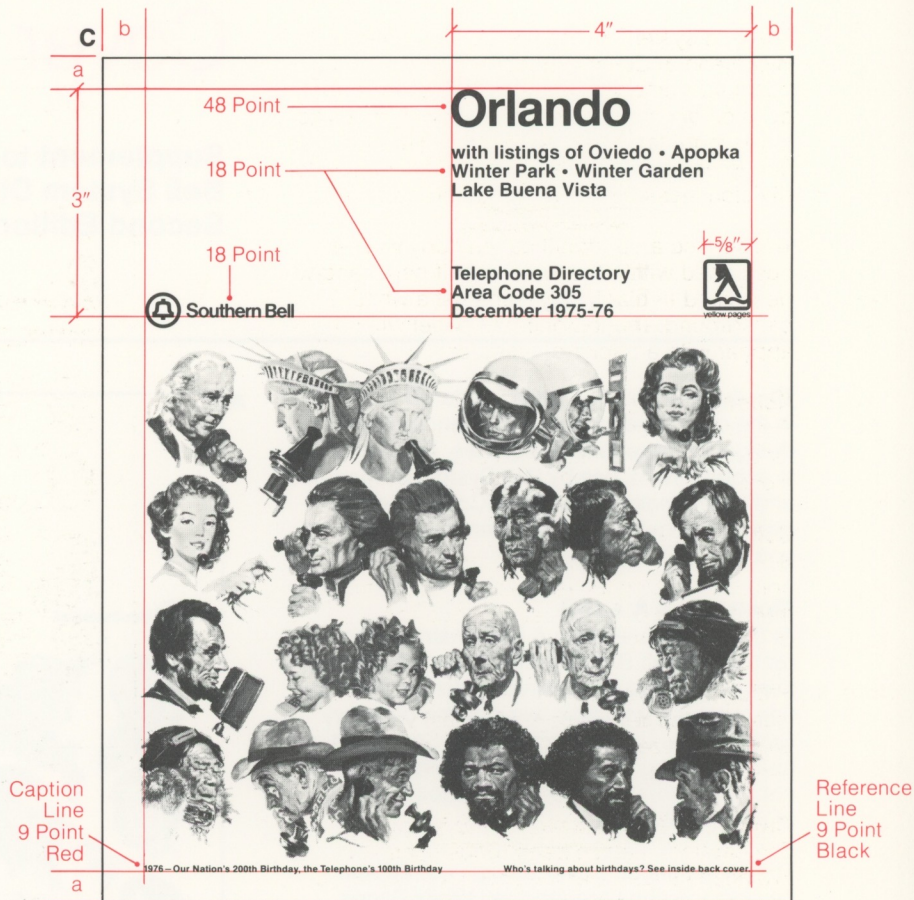 C
b
4"
b
a
48 Point
Orlando
with listings of Oviedo • Apopka
18 Point
Winter Park • Winter Garden
Lake Buena Vista
3"
5/8"
18 Point
Telephone Directory
Area Code 305
December 1975-76
Southern Bell
yellow pages
EAGLE
Caption
Line
9 Point
Red
Reference
Line
9 Point
Black
1976 – Our Nation's 200th Birthday, the Telephone's 100th Birthday
Who's talking about birthdays? See inside back cover.
a